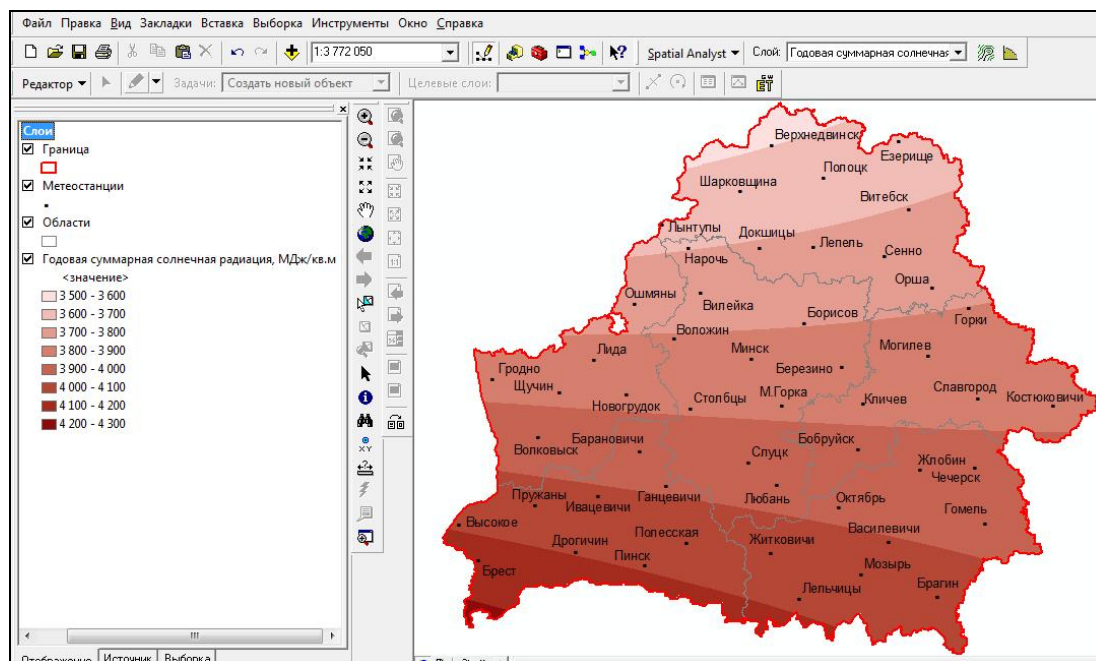 Файл Правка Вид Закладки Вставка Выборка Инструменты Окно Справка
1:3 772 050
Spatial Analyst
Слой: Годовая суммарная солнечная
Редактор
Задачи: Создать новый объект
Целевые слои:
Слои
Граница
Метеостанции
Области
Годовая суммарная солнечная радиация, МДж/кв.м
<значение>
3 500 - 3 600
3 600 - 3 700
3 700 - 3 800
3 800 - 3 900
3 900 - 4 000
4 000 - 4 100
4 100 - 4 200
4 200 - 4 300
Отображение Источник Выборка
1:1
XY
Верхнедвинск
Езерище
Полоцк
Шарковщина
Витебск
Лынтупы
Докшицы
Лепель
Сенно
Нарочь
Орша
Ошмяны
Вилейка
Борисов
Горки
Воложин
Лида
Минск
Могилев
Гродно
Березино
Щучин
Славгород
Новогрудок
Столбцы
М.Горка
Кличев
Костюковичи
Барановичи
Бобруйск
Волковыск
Слуцк
Жлобин
Чечерск
Пружаны
Ганцевичи
Любань
Октябрь
Ивацевичи
Гомель
Высокое
Василевичи
Полесская
Дрогичин
Житковичи
Пинск
Мозырь
Брест
Лельчицы
Брагин